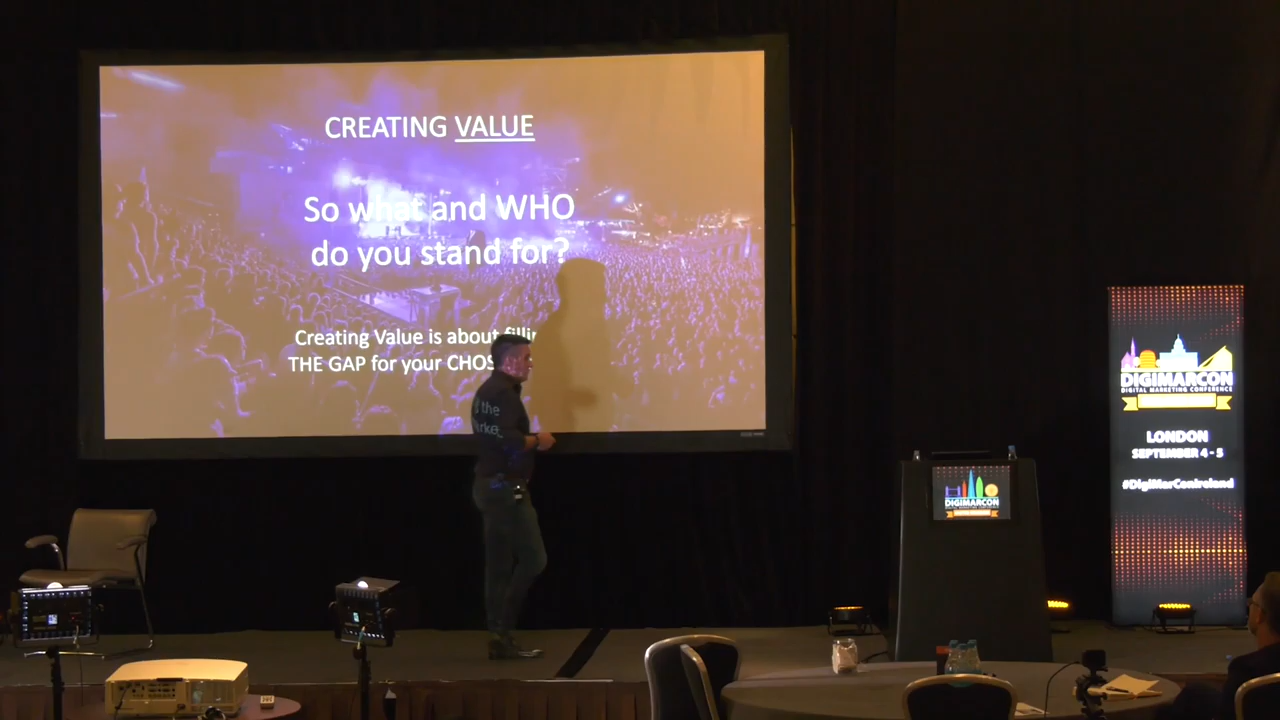 CREATING VALUE
So what and WHO
do you stand for?
Creating Value is about
THE GAP for your
the
DIGIMARCON
DIGITAL MARKETING CONFERENCE
LONDON
SEPTEMBER 4 - 5
#DigiMarConIreland
DIGIMARCON